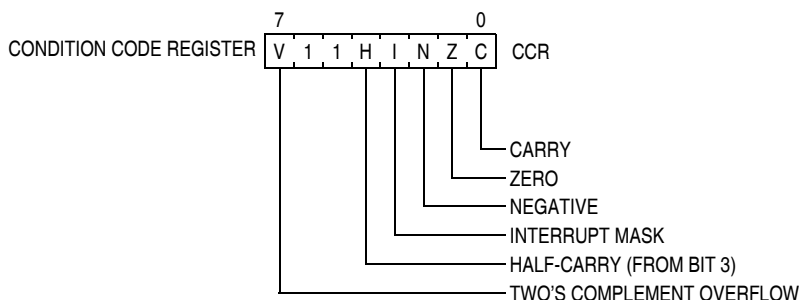 7 0
CONDITION CODE REGISTER V 1 1 H I N Z C CCR
CARRY
ZERO
NEGATIVE
INTERRUPT MASK
HALF-CARRY (FROM BIT 3)
TWO'S COMPLEMENT OVERFLOW